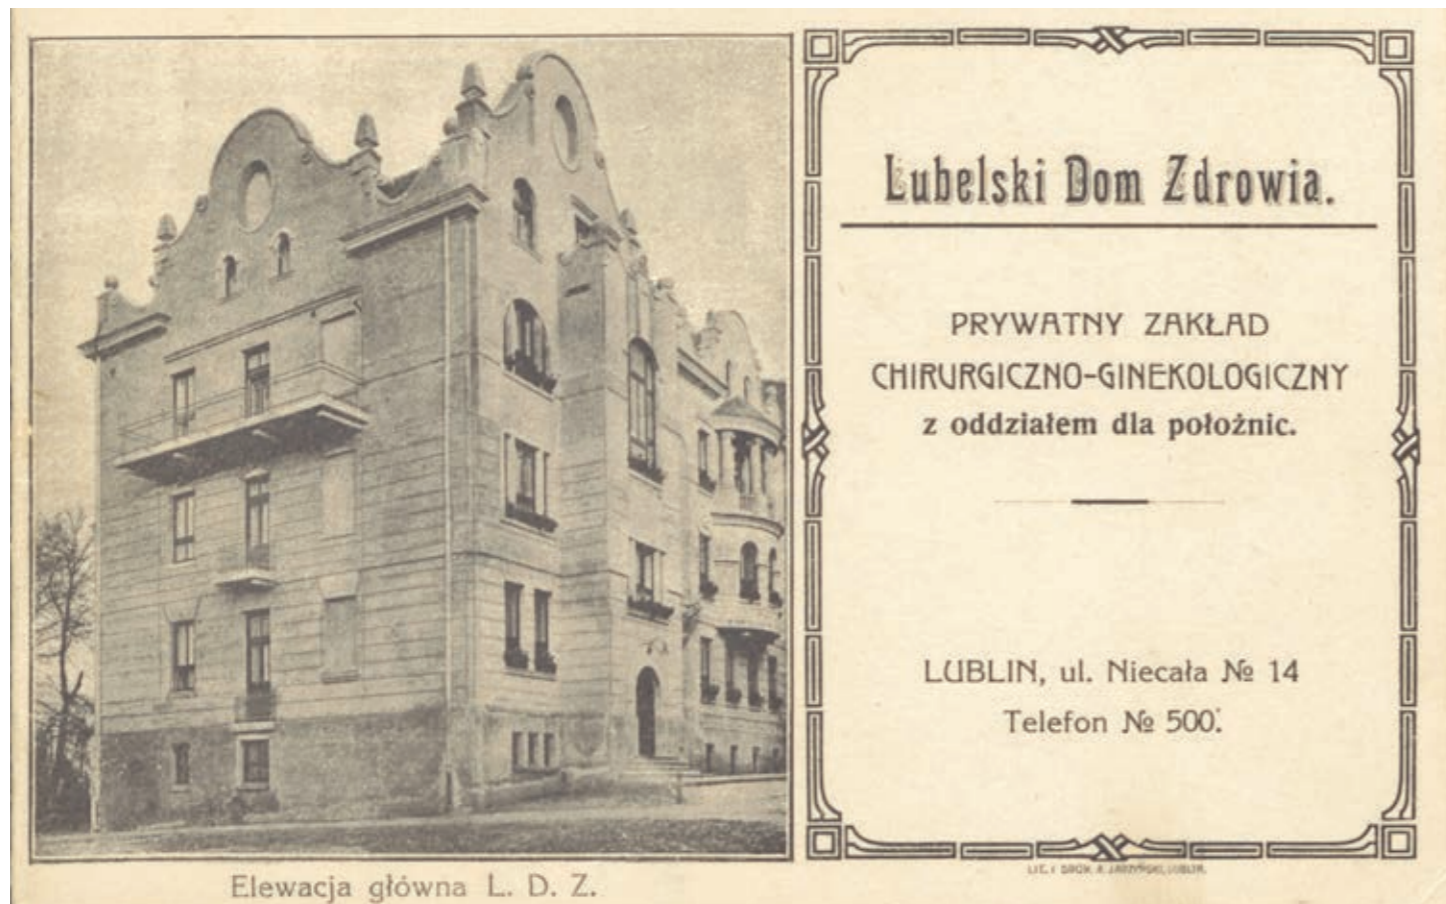 Lubelski Dom Zdrowia.
PRYWATNY ZAKŁAD
CHIRURGICZNO-GINEKOLOGICZNY
z oddziałem dla położnic.
LUBLIN, ul. Niecała № 14
Telefon № 500.
Elewacja główna L. D. Z.